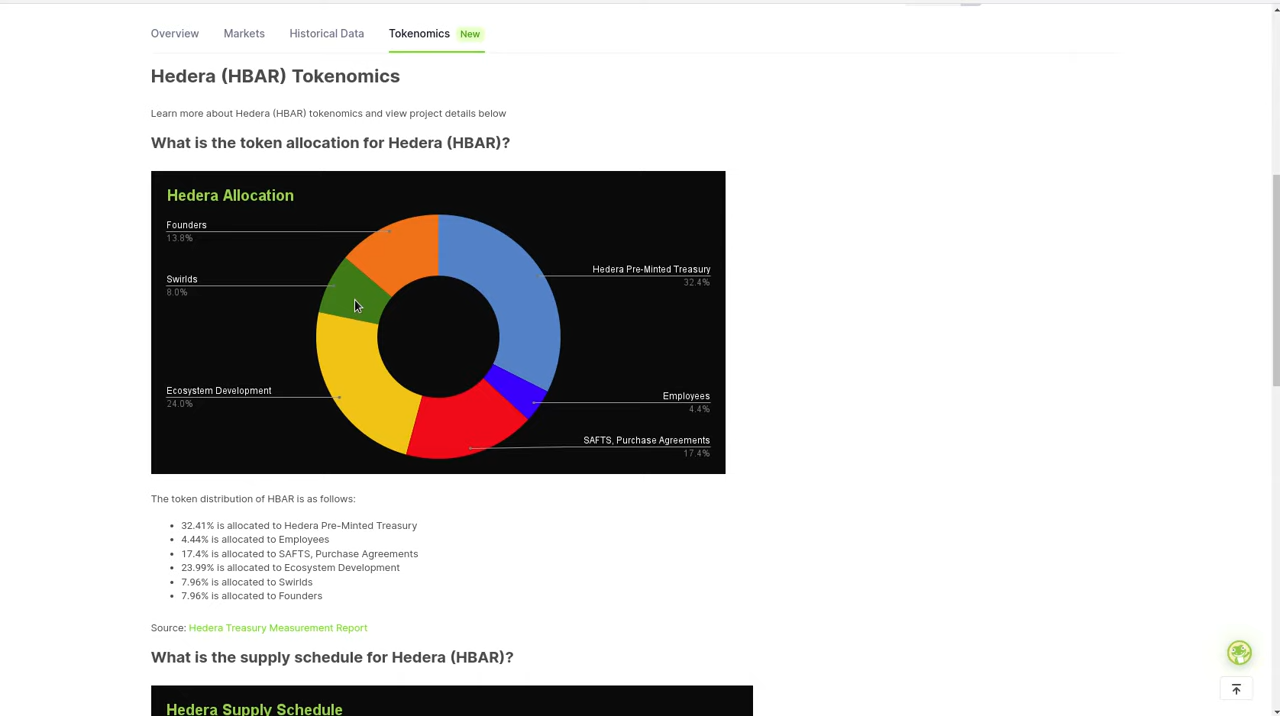 Overview Markets Historical Data Tokenomics New
Hedera (HBAR) Tokenomics
Learn more about Hedera (HBAR) tokenomics and view project details below
What is the token allocation for Hedera (HBAR)?
Hedera Allocation
Founders
13.8%
Swirlds
8.0%
Ecosystem Development
24.0%
Hedera Pre-Minted Treasury
32.4%
Employees
4.4%
SAFTS, Purchase Agreements
17.4%
The token distribution of HBAR is as follows:
• 32.41% is allocated to Hedera Pre-Minted Treasury
• 4.44% is allocated to Employees
• 17.4% is allocated to SAFTS, Purchase Agreements
• 23.99% is allocated to Ecosystem Development
• 7.96% is allocated to Swirlds
• 7.96% is allocated to Founders
Source: Hedera Treasury Measurement Report
What is the supply schedule for Hedera (HBAR)?
Hedera Supply Schedule